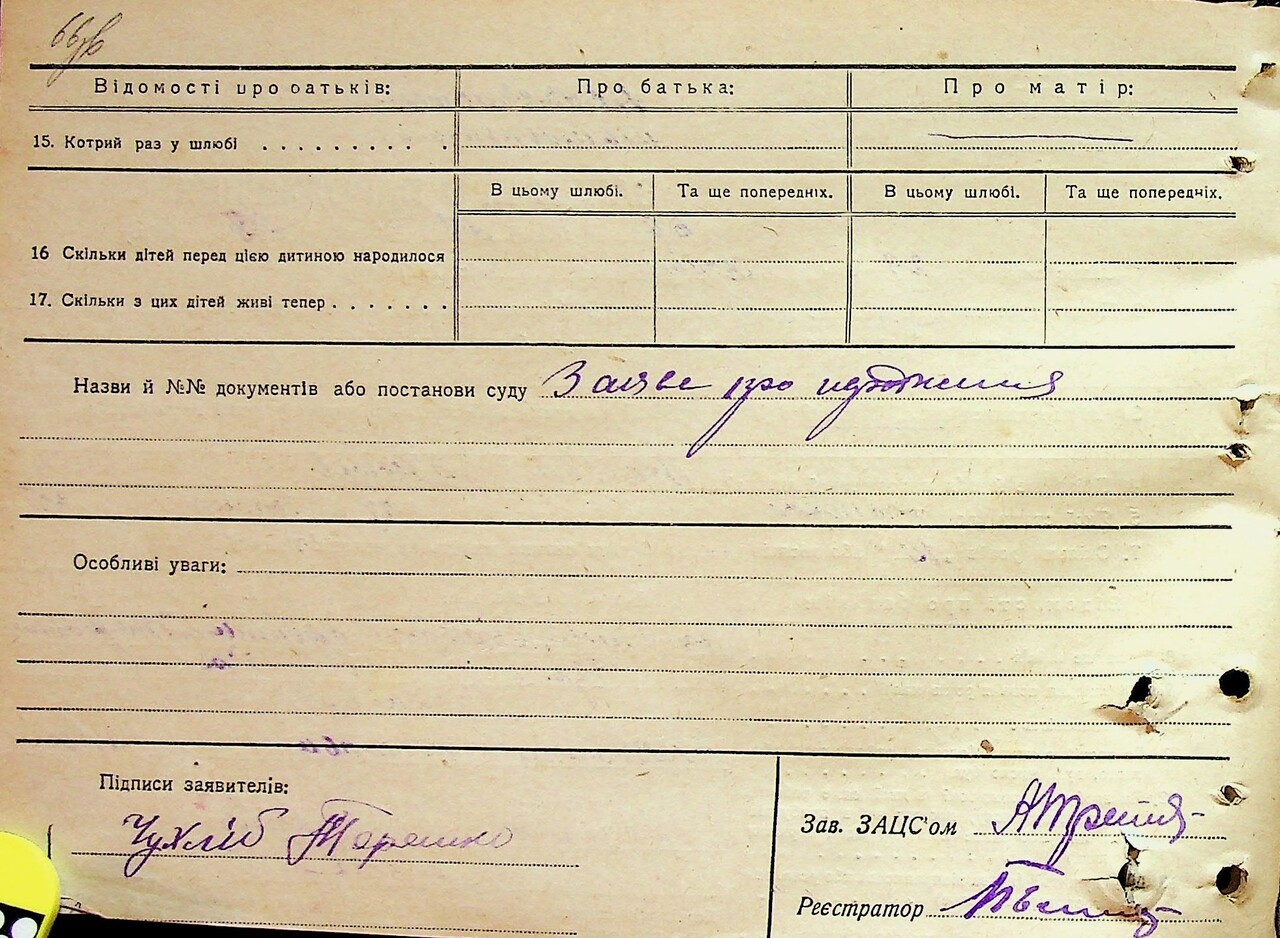 66зв
Відомості про батьків: Про батька: Про матір:
15. Котрий раз у шлюбі . . . . . . . . . .
В цьому шлюбі. Та ще попередніх. В цьому шлюбі. Та ще попередніх.
16 Скільки дітей перед цією дитиною народилося
17. Скільки з цих дітей живі тепер . . . . . . .
Назви й №№ документів або постанови суду Заява про
Особливі уваги:
Підписи заявителів:
Зав. ЗАЦС'ом
Чухліб
Реєстратор